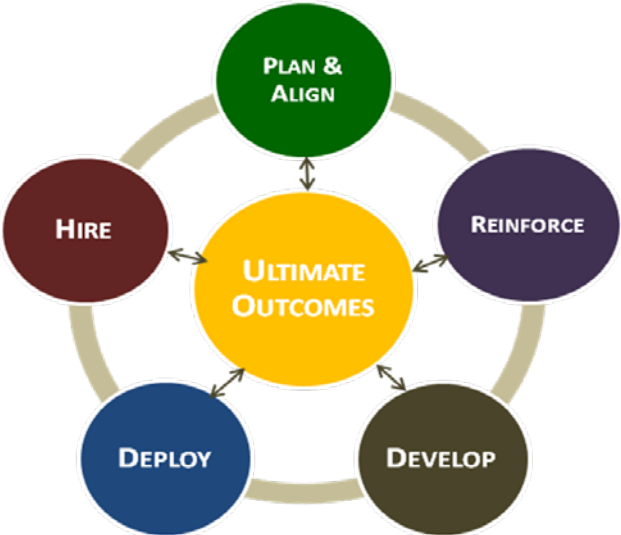 PLAN &
ALIGN
HIRE
REINFORCE
ULTIMATE
OUTCOMES
DEPLOY
DEVELOP